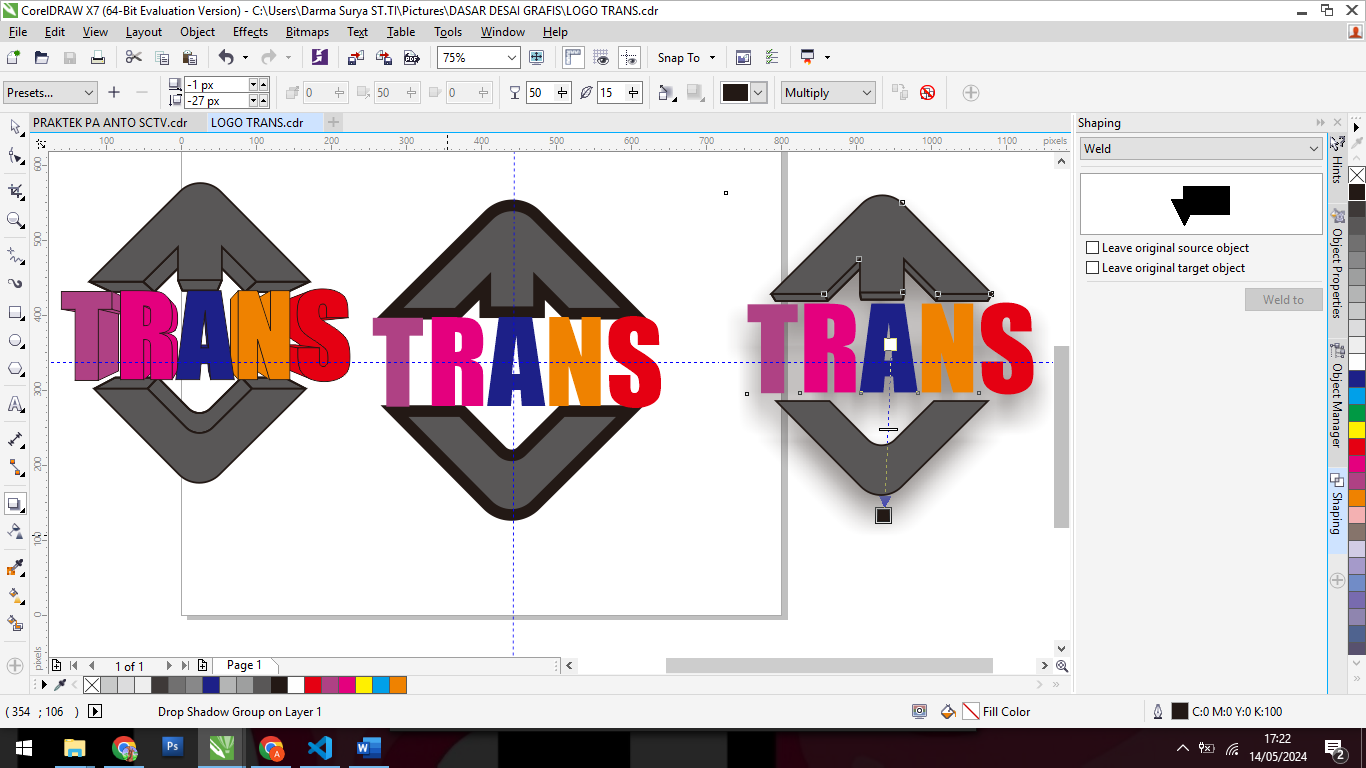 CorelDRAW X7 (64-Bit Evaluation Version) - C:\Users\Darma Surya ST.TI\Pictures\DASAR DESAI GRAFIS\LOGO TRANS.cdr
File Edit View Layout Object Effects Bitmaps Text Table Tools Window Help
75% Snap To
Presets... -1 px 0 50 0 50 15 Multiply
-27 px
PRAKTEK PA ANTO SCTV.cdr LOGO TRANS.cdr
Shaping
100 0 100 200 300 400 500 600 700 800 900 1000 1100 pixels
Weld
Leave original source object
Leave original target object
Weld to
Hints
Object Properties
Object Manager
Shaping
600
500
400
300
200
100
0
pixels
TRANS TRANS TRANS
1 of 1 Page 1
( 354 ; 106 ) Drop Shadow Group on Layer 1 Fill Color C:0 M:0 Y:0 K:100
Ps A W
17:22
14/05/2024
2